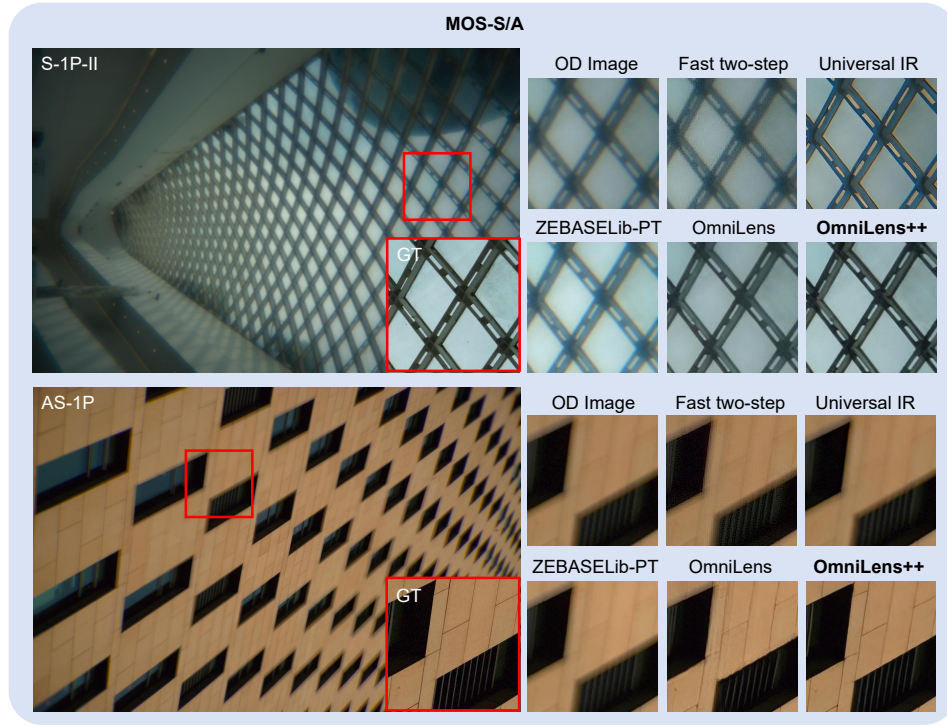 MOS-S/A
S-1P-II
OD Image
Fast two-step
Universal IR
GT
ZEBASELib-PT
OmniLens
OmniLens++
AS-1P
OD Image
Fast two-step
Universal IR
GT
ZEBASELib-PT
OmniLens
OmniLens++